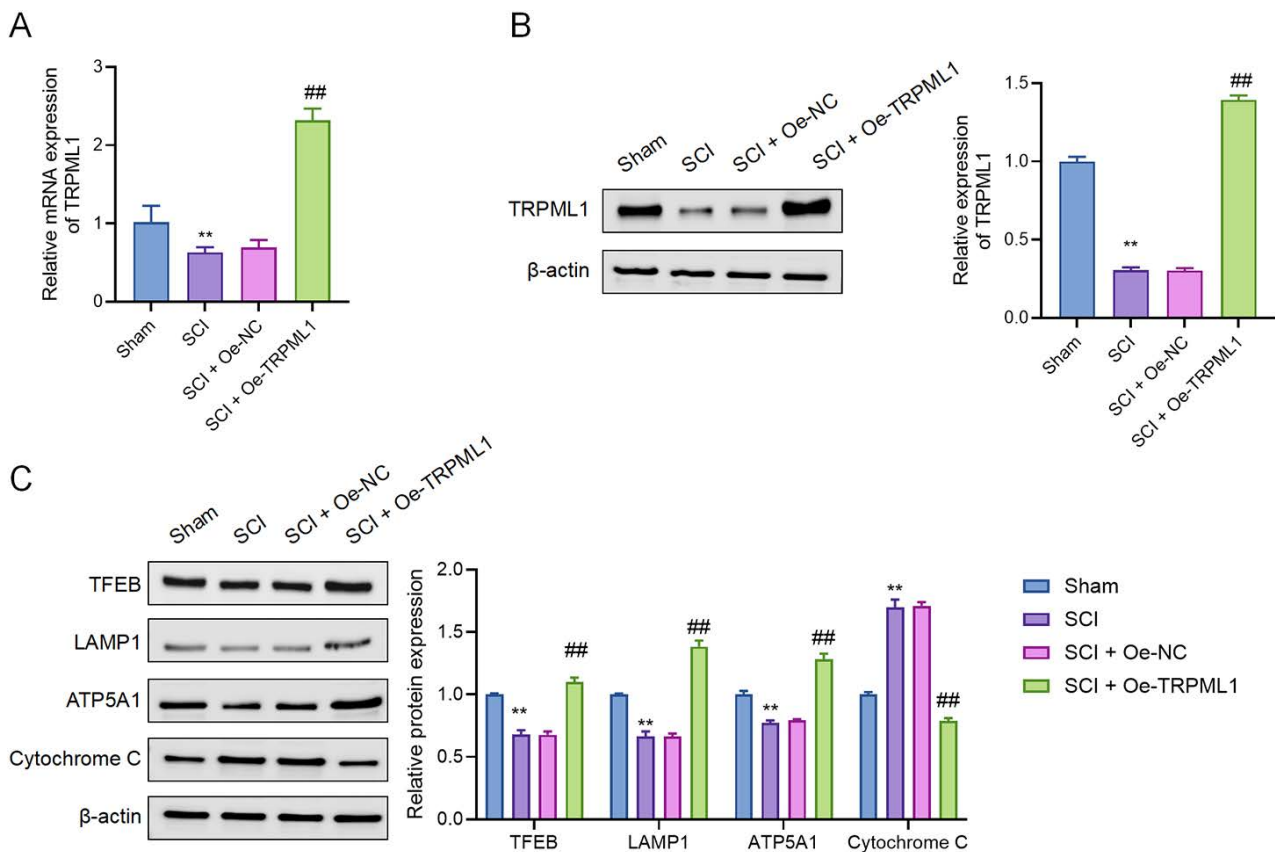 A
Relative mRNA expression
of TRPML1
3
2
1
0
**
##
Sham
SCI
SCI + Oe-NC
SCI + Oe-TRPML1
B
Sham
SCI
SCI + Oe-NC
SCI + Oe-TRPML1
TRPML1
β-actin
Relative expression
of TRPML1
1.5
1.0
0.5
0.0
**
##
Sham
SCI
SCI + Oe-NC
SCI + Oe-TRPML1
C
Sham
SCI
SCI + Oe-NC
SCI + Oe-TRPML1
TFEB
LAMP1
ATP5A1
Cytochrome C
β-actin
Relative protein expression
2.0
1.5
1.0
0.5
0.0
**
##
**
##
**
##
**
##
TFEB
LAMP1
ATP5A1
Cytochrome C
Sham
SCI
SCI + Oe-NC
SCI + Oe-TRPML1